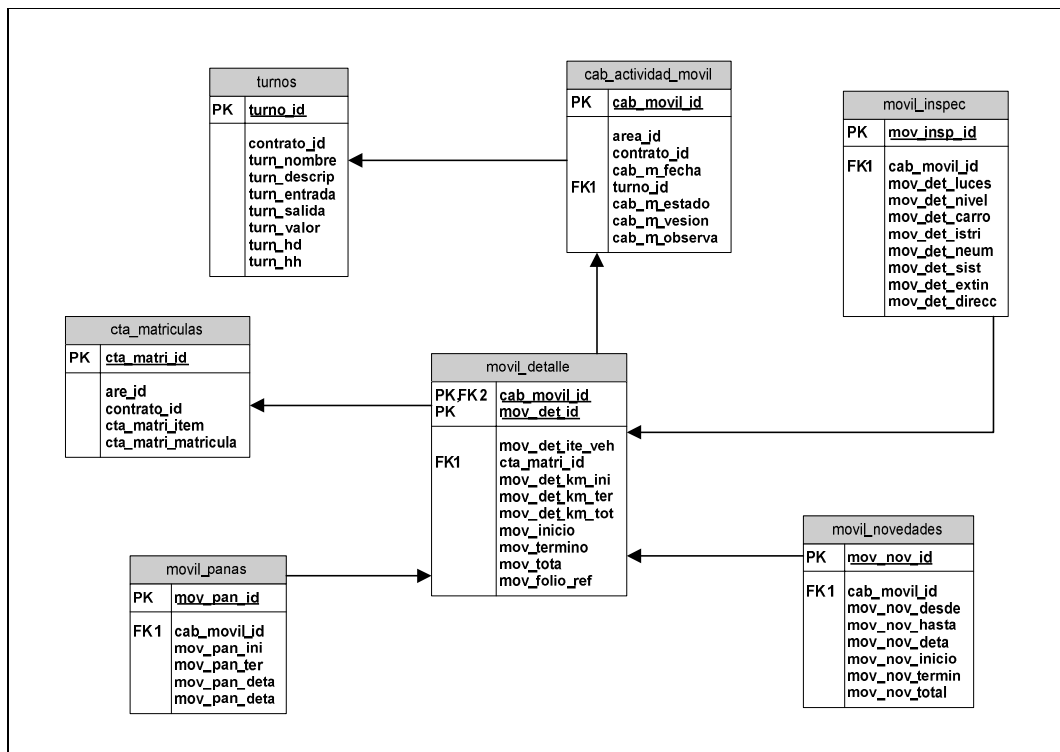 turnos
PK turno_id
contrato_id
turn_nombre
turn_descrip
turn_entrada
turn_salida
turn_valor
turn_hd
turn_hh
cab_actividad_movil
PK cab_movil_id
area_id
contrato_id
cab_m_fecha
FK1 turno_id
cab_m_estado
cab_m_vesion
cab_m_observa
movil_inspec
PK mov_insp_id
FK1 cab_movil_id
mov_det_luces
mov_det_nivel
mov_det_carro
mov_det_istri
mov_det_neum
mov_det_sist
mov_det_extin
mov_det_direcc
cta_matriculas
PK cta_matri_id
are_id
contrato_id
cta_matri_item
cta_matri_matricula
movil_detalle
PK,FK2 cab_movil_id
PK mov_det_id
mov_det_ite_veh
FK1 cta_matri_id
mov_det_km_ini
mov_det_km_ter
mov_det_km_tot
mov_inicio
mov_termino
mov_tota
mov_folio_ref
movil_panas
PK mov_pan_id
FK1 cab_movil_id
mov_pan_ini
mov_pan_ter
mov_pan_deta
mov_pan_deta
movil_novedades
PK mov_nov_id
FK1 cab_movil_id
mov_nov_desde
mov_nov_hasta
mov_nov_deta
mov_nov_inicio
mov_nov_termin
mov_nov_total